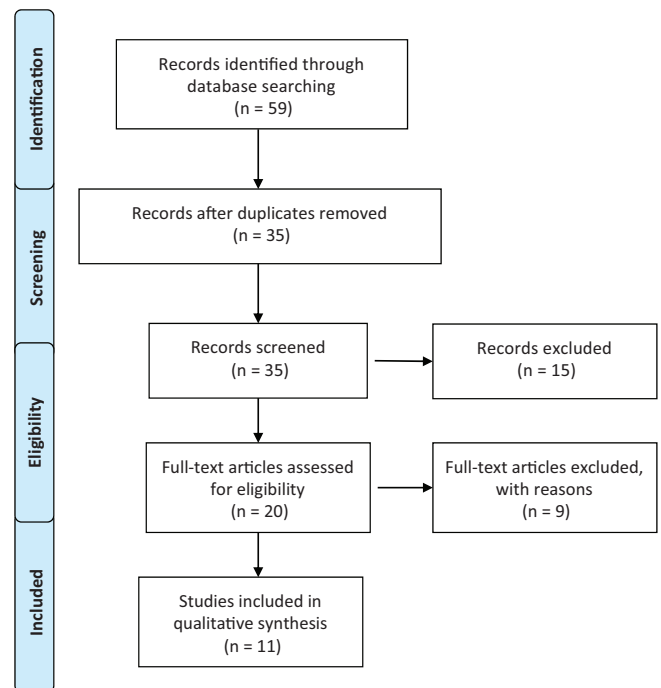 Identification
Records identified through
database searching
(n = 59)
Screening
Records after duplicates removed
(n = 35)
Records screened
(n = 35)
Records excluded
(n = 15)
Eligibility
Full-text articles assessed
for eligibility
(n = 20)
Full-text articles excluded,
with reasons
(n = 9)
Included
Studies included in
qualitative synthesis
(n = 11)